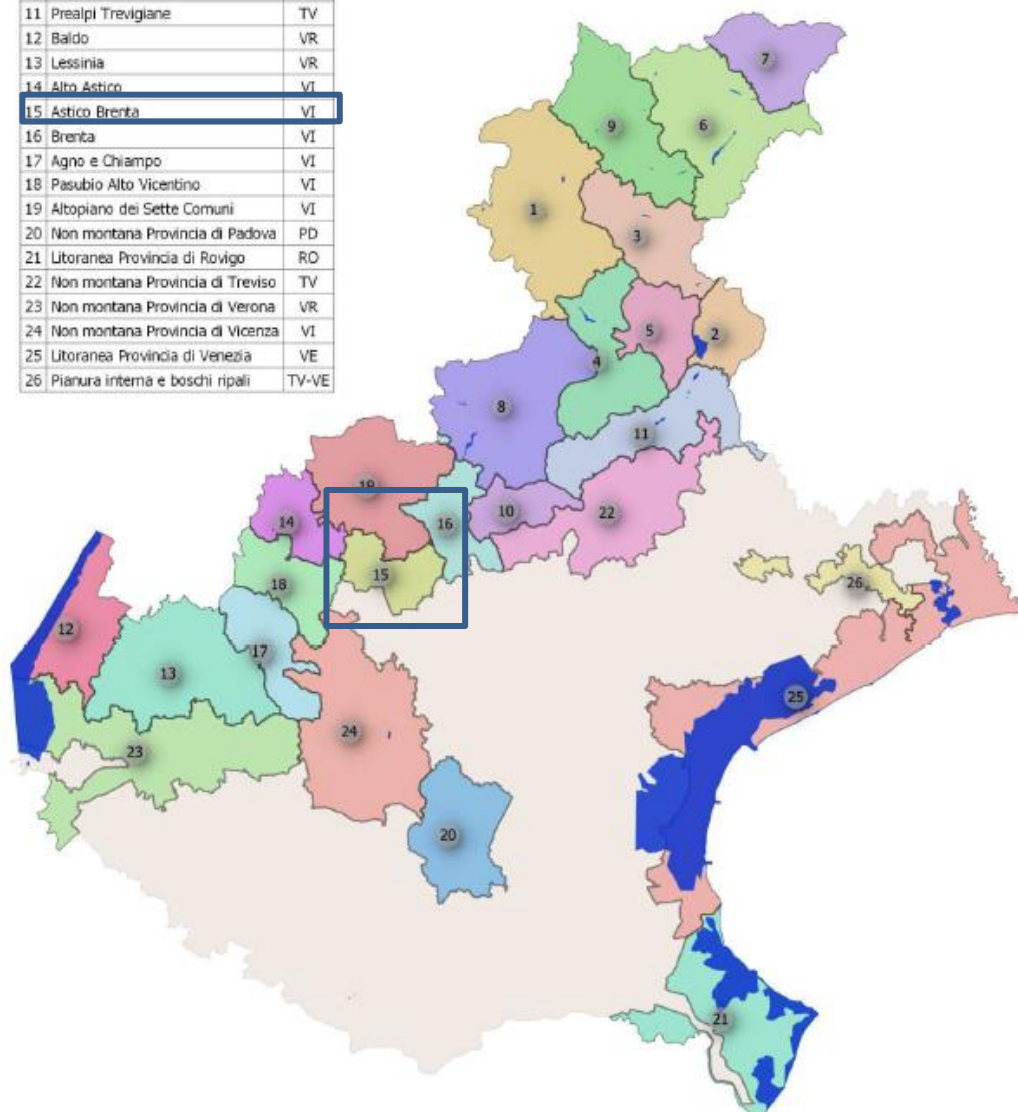 11 Prealpi Trevigiane TV
12 Baldo VR
13 Lessinia VR
14 Alto Astico VI
15 Astico Brenta VI
16 Brenta VI
17 Agno e Chiampo VI
18 Pasubio Alto Vicentino VI
19 Altopiano dei Sette Comuni VI
20 Non montana Provincia di Padova PD
21 Litoranea Provincia di Rovigo RO
22 Non montana Provincia di Treviso TV
23 Non montana Provincia di Verona VR
24 Non montana Provincia di Vicenza VI
25 Litoranea Provincia di Venezia VE
26 Pianura interna e boschi ripali TV-VE
7
9
6
1
3
5
2
4
8
11
19
10
22
14
16
15
18
26
12
17
13
25
24
23
20
21